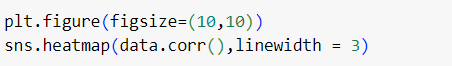 plt.figure(figsize=(10,10))
sns.heatmap(data.corr(),linewidth = 3)